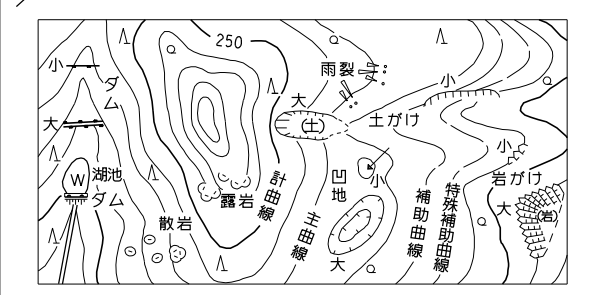 250
小
ダム
大
W
湖池
ダム
散岩
露岩
計曲線
主曲線
大
(土)
土がけ
雨裂
小
凹地
小
大
補助曲線
特殊補助曲線
小
岩がけ
大
(岩)